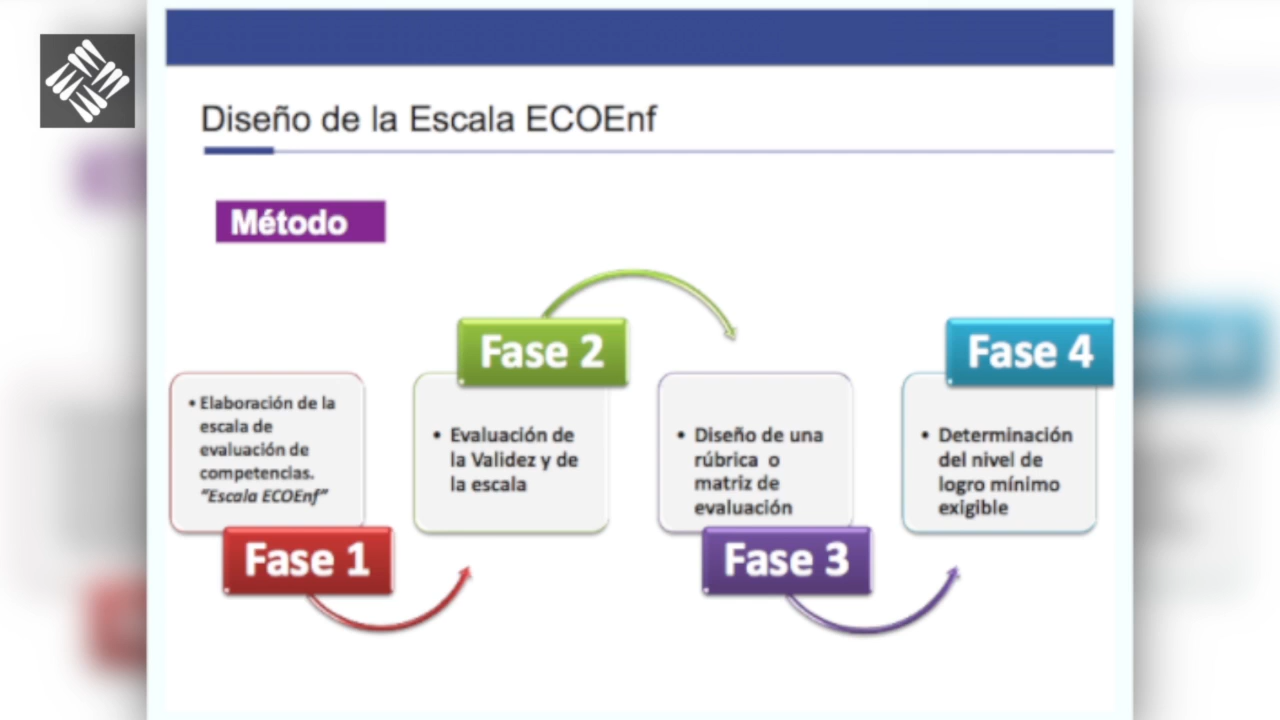 Diseño de la Escala ECOEnf
Método
• Elaboración de la
escala de
evaluación de
competencias.
"Escala ECOEnf"
Fase 1
Fase 2
• Evaluación de
la Validez y de
la escala
• Diseño de una
rúbrica o
matriz de
evaluación
Fase 3
Fase 4
• Determinación
del nivel de
logro mínimo
exigible